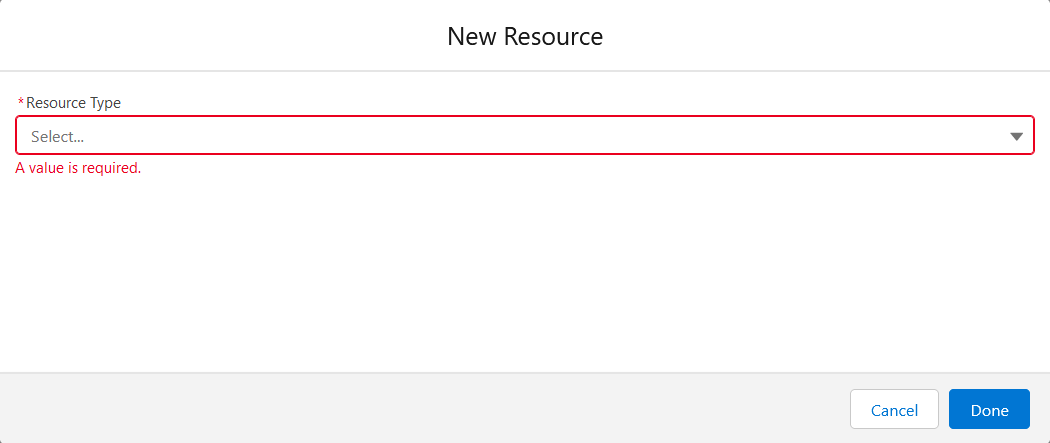 New Resource
*Resource Type
Select...
A value is required.
Cancel Done